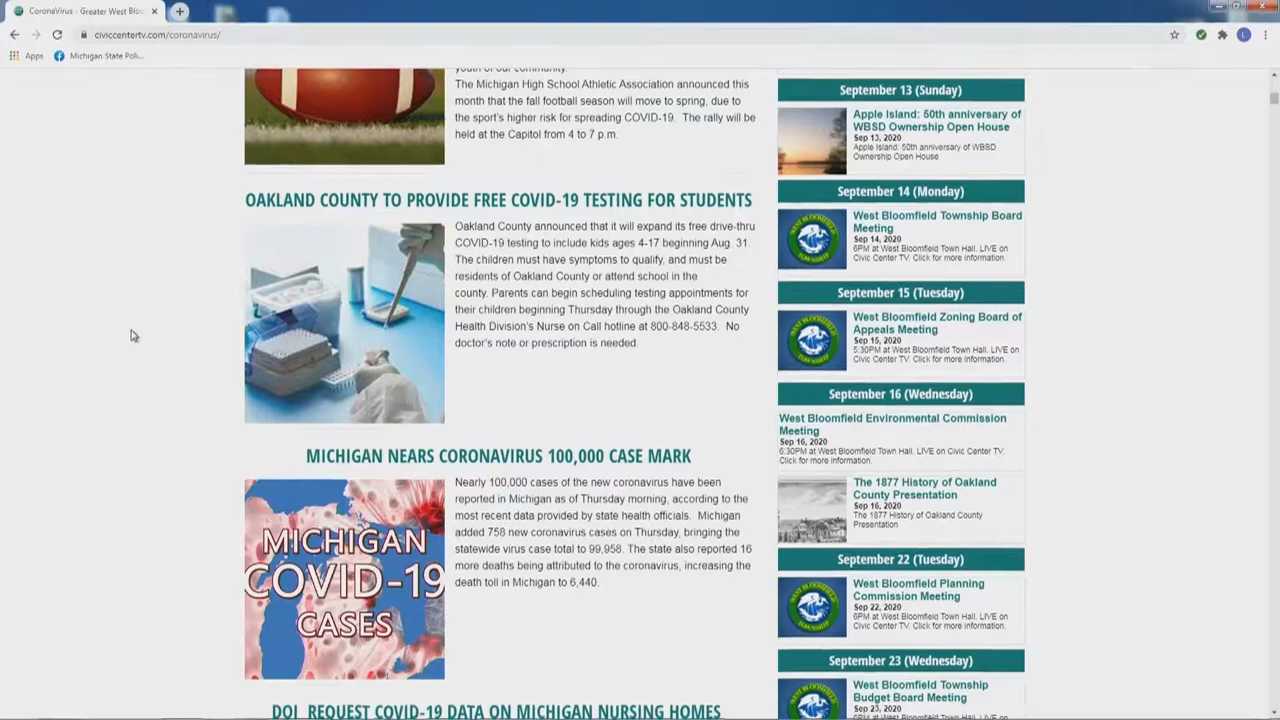 CoronaVirus - Greater West Bloo
civiccentertv.com/coronavirus/
Apps
Michigan State Poli...
L
youth of our community.
The Michigan High School Athletic Association announced this
month that the fall football season will move to spring, due to
the sport's higher risk for spreading COVID-19. The rally will be
held at the Capitol from 4 to 7 p.m.
OAKLAND COUNTY TO PROVIDE FREE COVID-19 TESTING FOR STUDENTS
Oakland County announced that it will expand its free drive-thru
COVID-19 testing to include kids ages 4-17 beginning Aug. 31.
The children must have symptoms to qualify, and must be
residents of Oakland County or attend school in the
county. Parents can begin scheduling testing appointments for
their children beginning Thursday through the Oakland County
Health Division's Nurse on Call hotline at 800-848-5533. No
doctor's note or prescription is needed.
MICHIGAN NEARS CORONAVIRUS 100,000 CASE MARK
MICHIGAN
COVID-19
CASES
Nearly 100,000 cases of the new coronavirus have been
reported in Michigan as of Thursday morning, according to the
most recent data provided by state health officials. Michigan
added 758 new coronavirus cases on Thursday, bringing the
statewide virus case total to 99,958. The state also reported 16
more deaths being attributed to the coronavirus, increasing the
death toll in Michigan to 6,440.
DOJ REQUEST COVID-19 DATA ON MICHIGAN NURSING HOMES
September 13 (Sunday)
Apple Island: 50th anniversary of
WBSD Ownership Open House
Sep 13, 2020
Apple Island: 50th anniversary of WBSD
Ownership Open House
September 14 (Monday)
West Bloomfield Township Board
Meeting
Sep 14, 2020
6PM at West Bloomfield Town Hall. LIVE on
Civic Center TV. Click for more information.
September 15 (Tuesday)
West Bloomfield Zoning Board of
Appeals Meeting
Sep 15, 2020
5:30PM at West Bloomfield Town Hall. LIVE on
Civic Center TV. Click for more information.
September 16 (Wednesday)
West Bloomfield Environmental Commission
Meeting
Sep 16, 2020
6:30PM at West Bloomfield Town Hall. LIVE on Civic Center TV.
Click for more information.
The 1877 History of Oakland
County Presentation
Sep 16, 2020
The 1877 History of Oakland County
Presentation
September 22 (Tuesday)
West Bloomfield Planning
Commission Meeting
Sep 22, 2020
6PM at West Bloomfield Town Hall. LIVE on
Civic Center TV. Click for more information.
September 23 (Wednesday)
West Bloomfield Township
Budget Board Meeting
Sep 23, 2020
6PM at West Bloomfield Town Hall. LIVE on